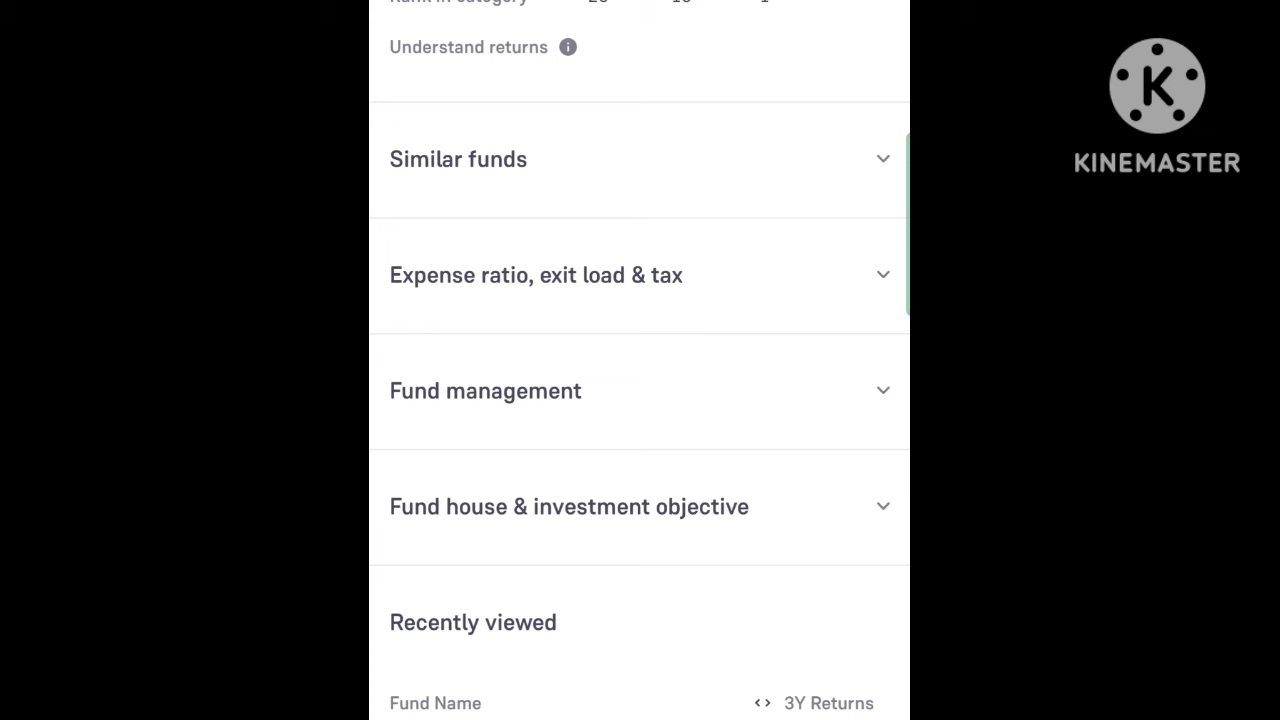 Understand returns
Similar funds
Expense ratio, exit load & tax
Fund management
Fund house & investment objective
Recently viewed
Fund Name <> 3Y Returns
K
KINEMASTER